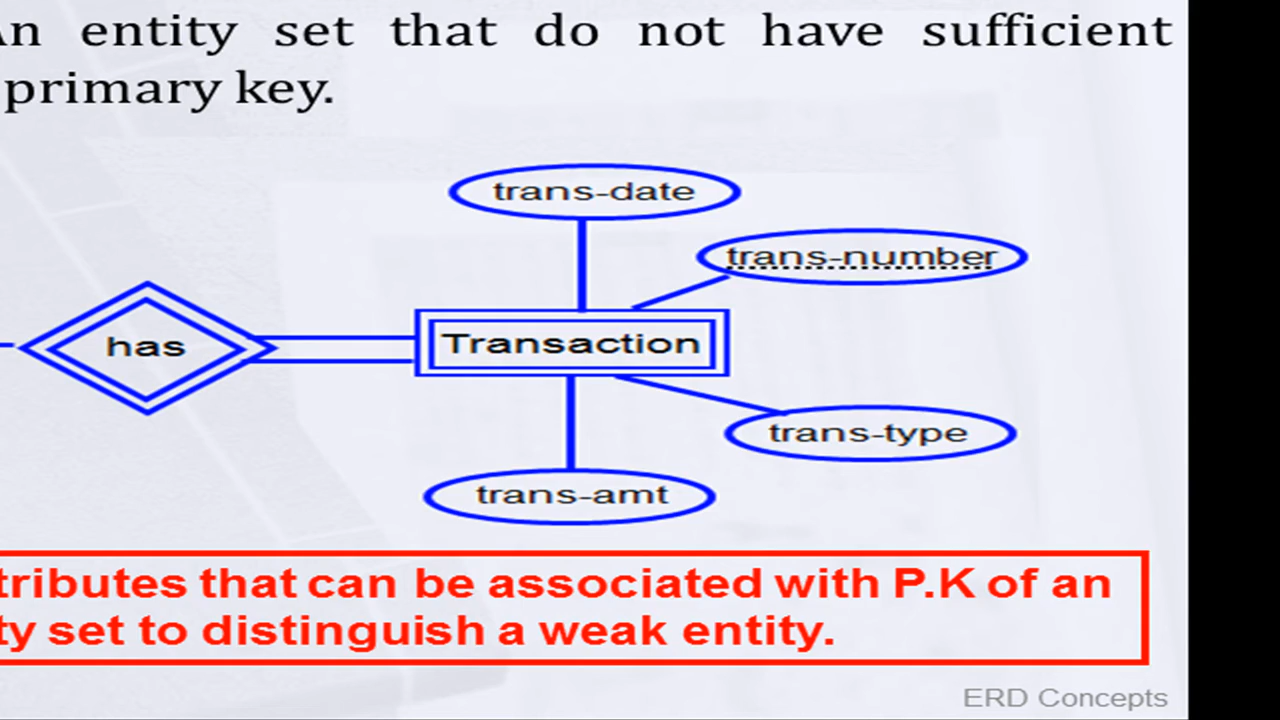 An entity set that do not have sufficient
primary key.
trans-date
trans-number
has
Transaction
trans-type
trans-amt
tributes that can be associated with P.K of an
ty set to distinguish a weak entity.
ERD Concepts